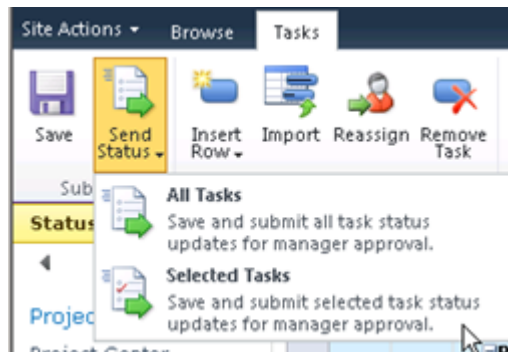 Site Actions Browse Tasks
Save Send Status Insert Row Import Reassign Remove Task
Sub
All Tasks
Save and submit all task status
updates for manager approval.
Status
Selected Tasks
Save and submit selected task status
updates for manager approval.
Projec
Project Center